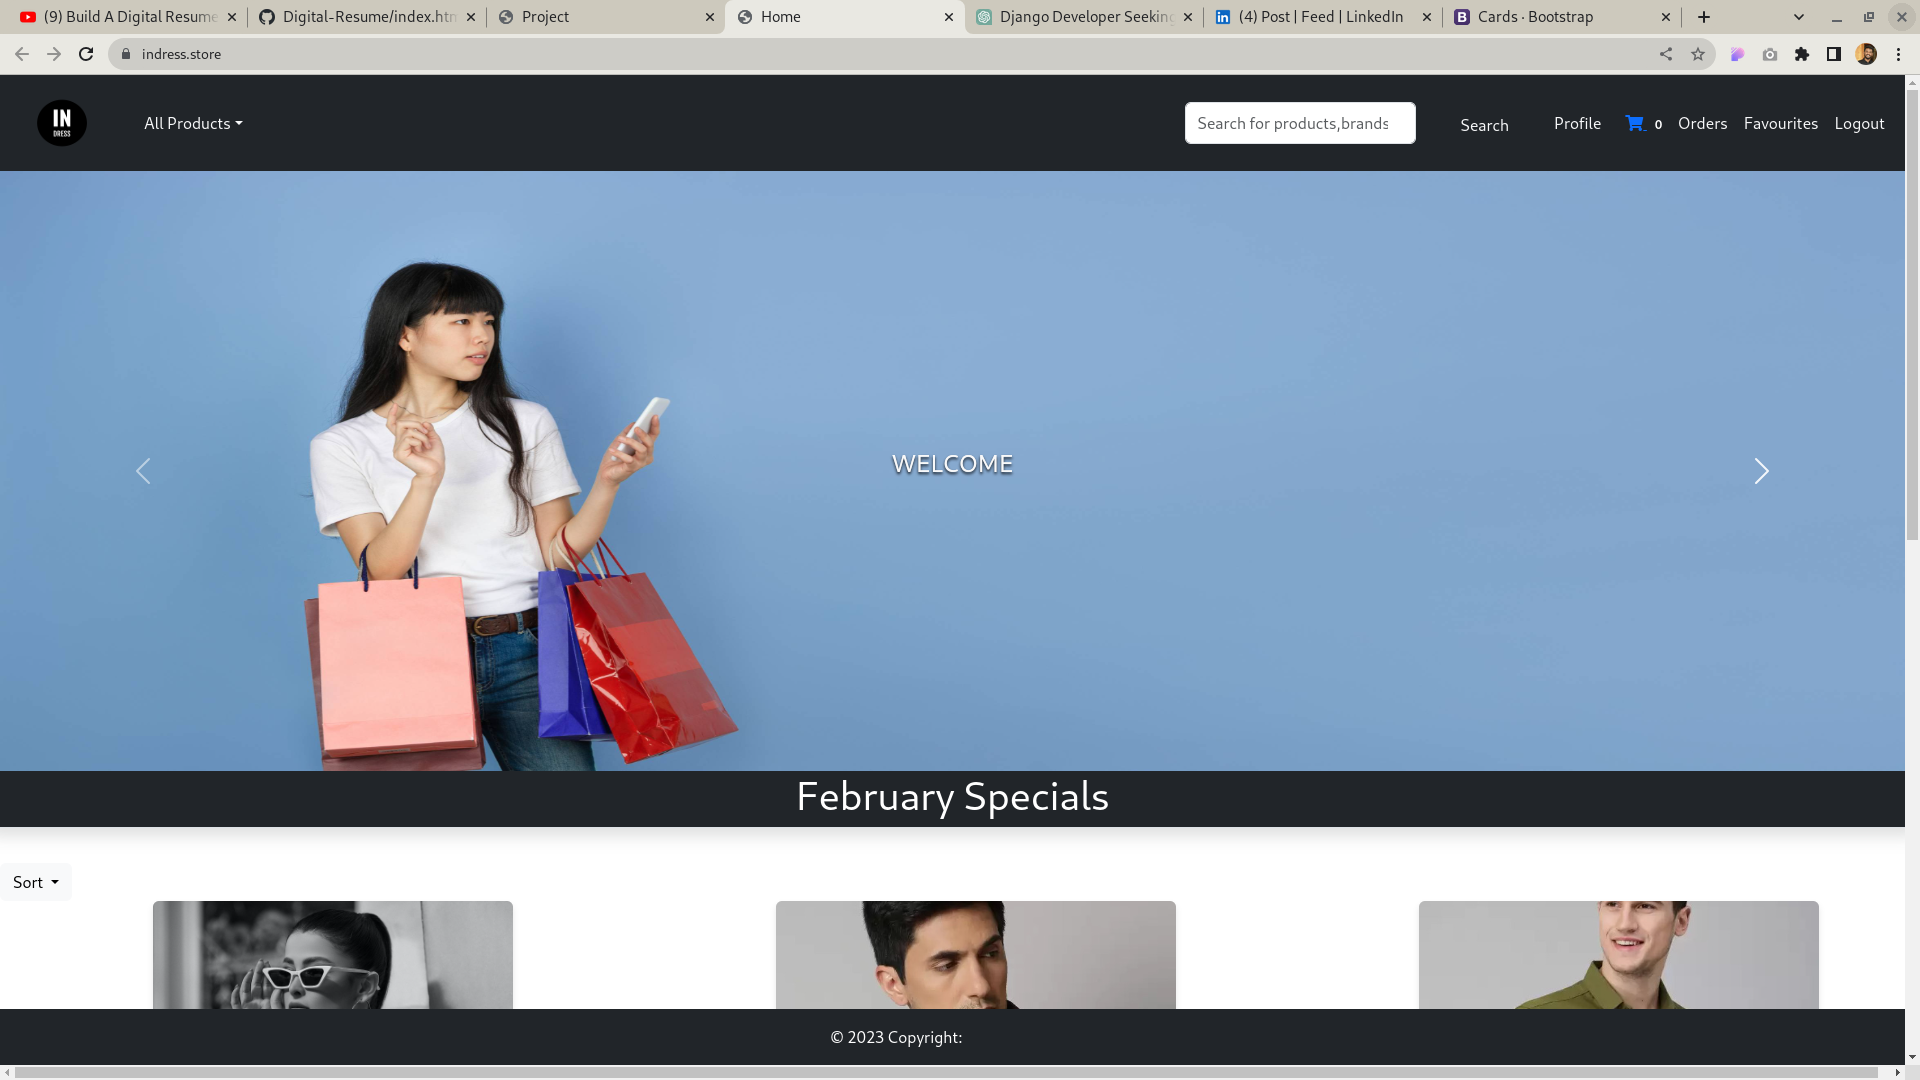 (9) Build A Digital Resume
Digital-Resume/index.htm
Project
Home
Django Developer Seeking
(4) Post | Feed | LinkedIn
Cards · Bootstrap
indress.store
IN
DRESS
All Products
Search for products,brands
Search
Profile
0
Orders
Favourites
Logout
WELCOME
February Specials
Sort
© 2023 Copyright: